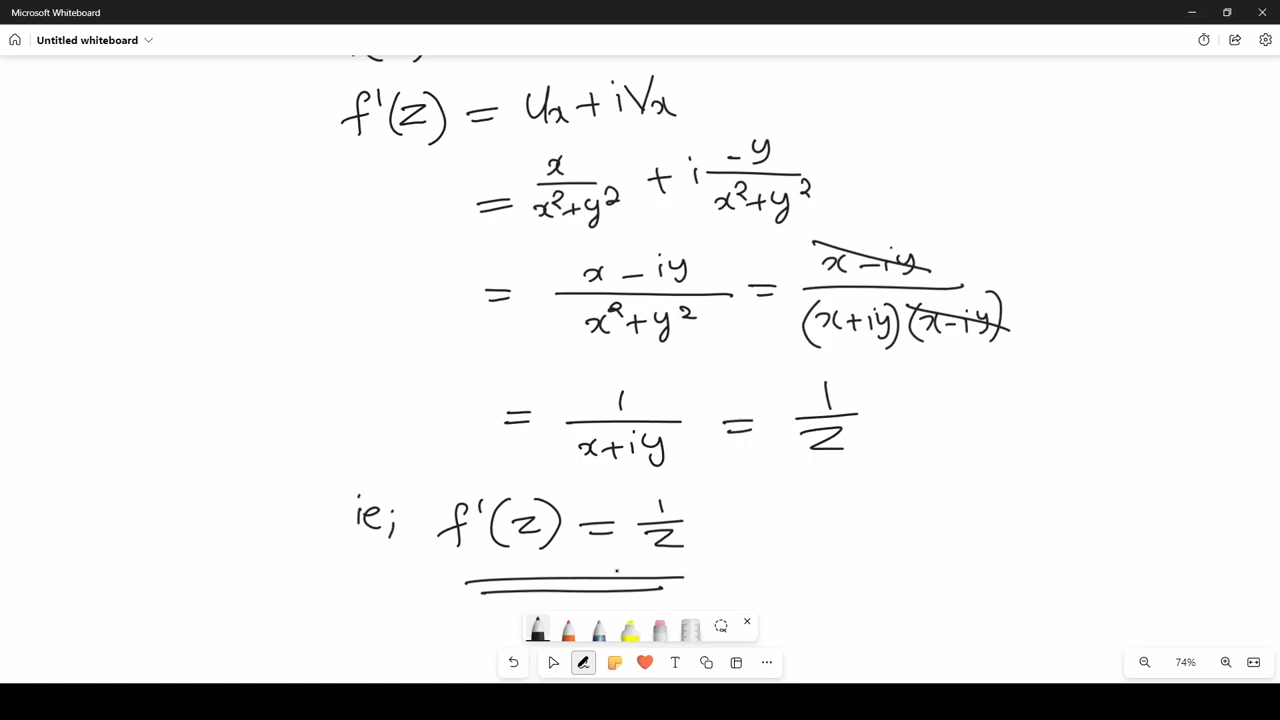 Microsoft Whiteboard
Untitled whiteboard
f'(z) = Ux + iVx
= x/(x²+y²) + i -y/(x²+y²)
= (x - iy)/(x²+y²) = (x - iy)/((x+iy)(x-iy))
= 1/(x+iy) = 1/z
ie; f'(z) = 1/z
74%